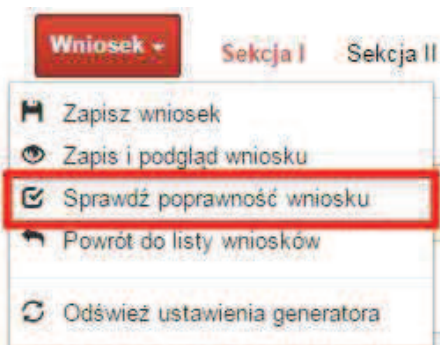 Wniosek Sekcja I Sekcja II
Zapisz wniosek
Zapis i podgląd wniosku
Sprawdź poprawność wniosku
Powrót do listy wniosków
Odśwież ustawienia generatora